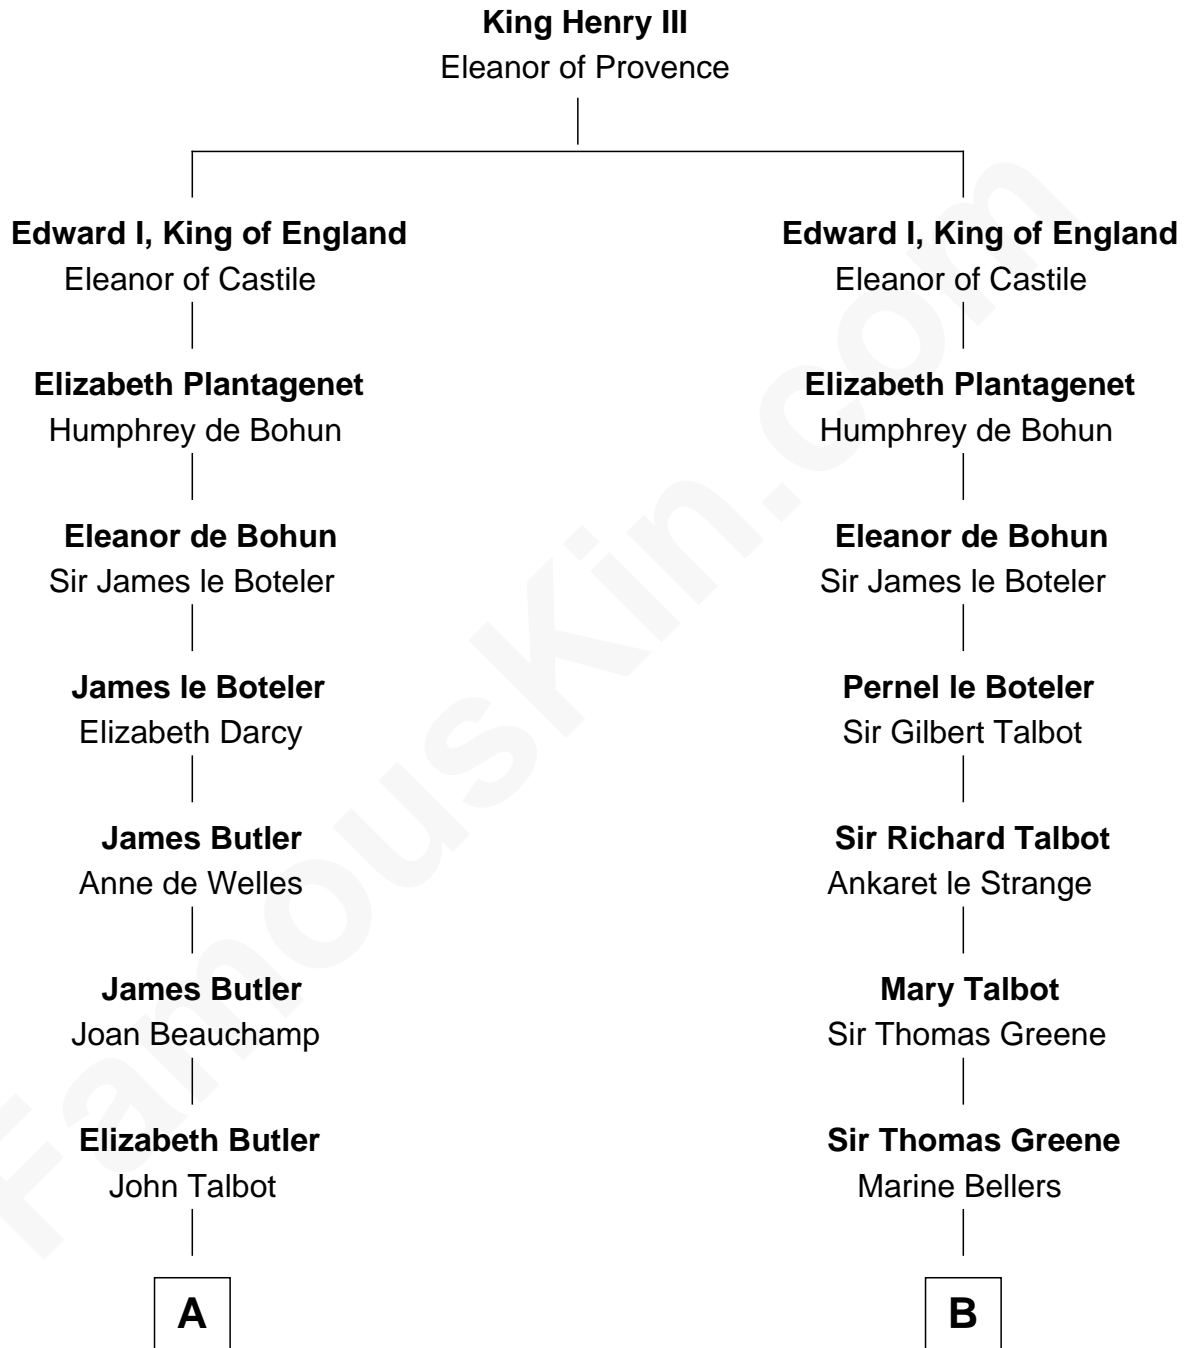 King Henry III
Eleanor of Provence
Edward I, King of England
Eleanor of Castile
Elizabeth Plantagenet
Humphrey de Bohun
Eleanor de Bohun
Sir James le Boteler
James le Boteler
Elizabeth Darcy
James Butler
Anne de Welles
James Butler
Joan Beauchamp
Elizabeth Butler
John Talbot
A
Edward I, King of England
Eleanor of Castile
Elizabeth Plantagenet
Humphrey de Bohun
Eleanor de Bohun
Sir James le Boteler
Pernel le Boteler
Sir Gilbert Talbot
Sir Richard Talbot
Ankaret le Strange
Mary Talbot
Sir Thomas Greene
Sir Thomas Greene
Marine Bellers
B
FamousKin.com